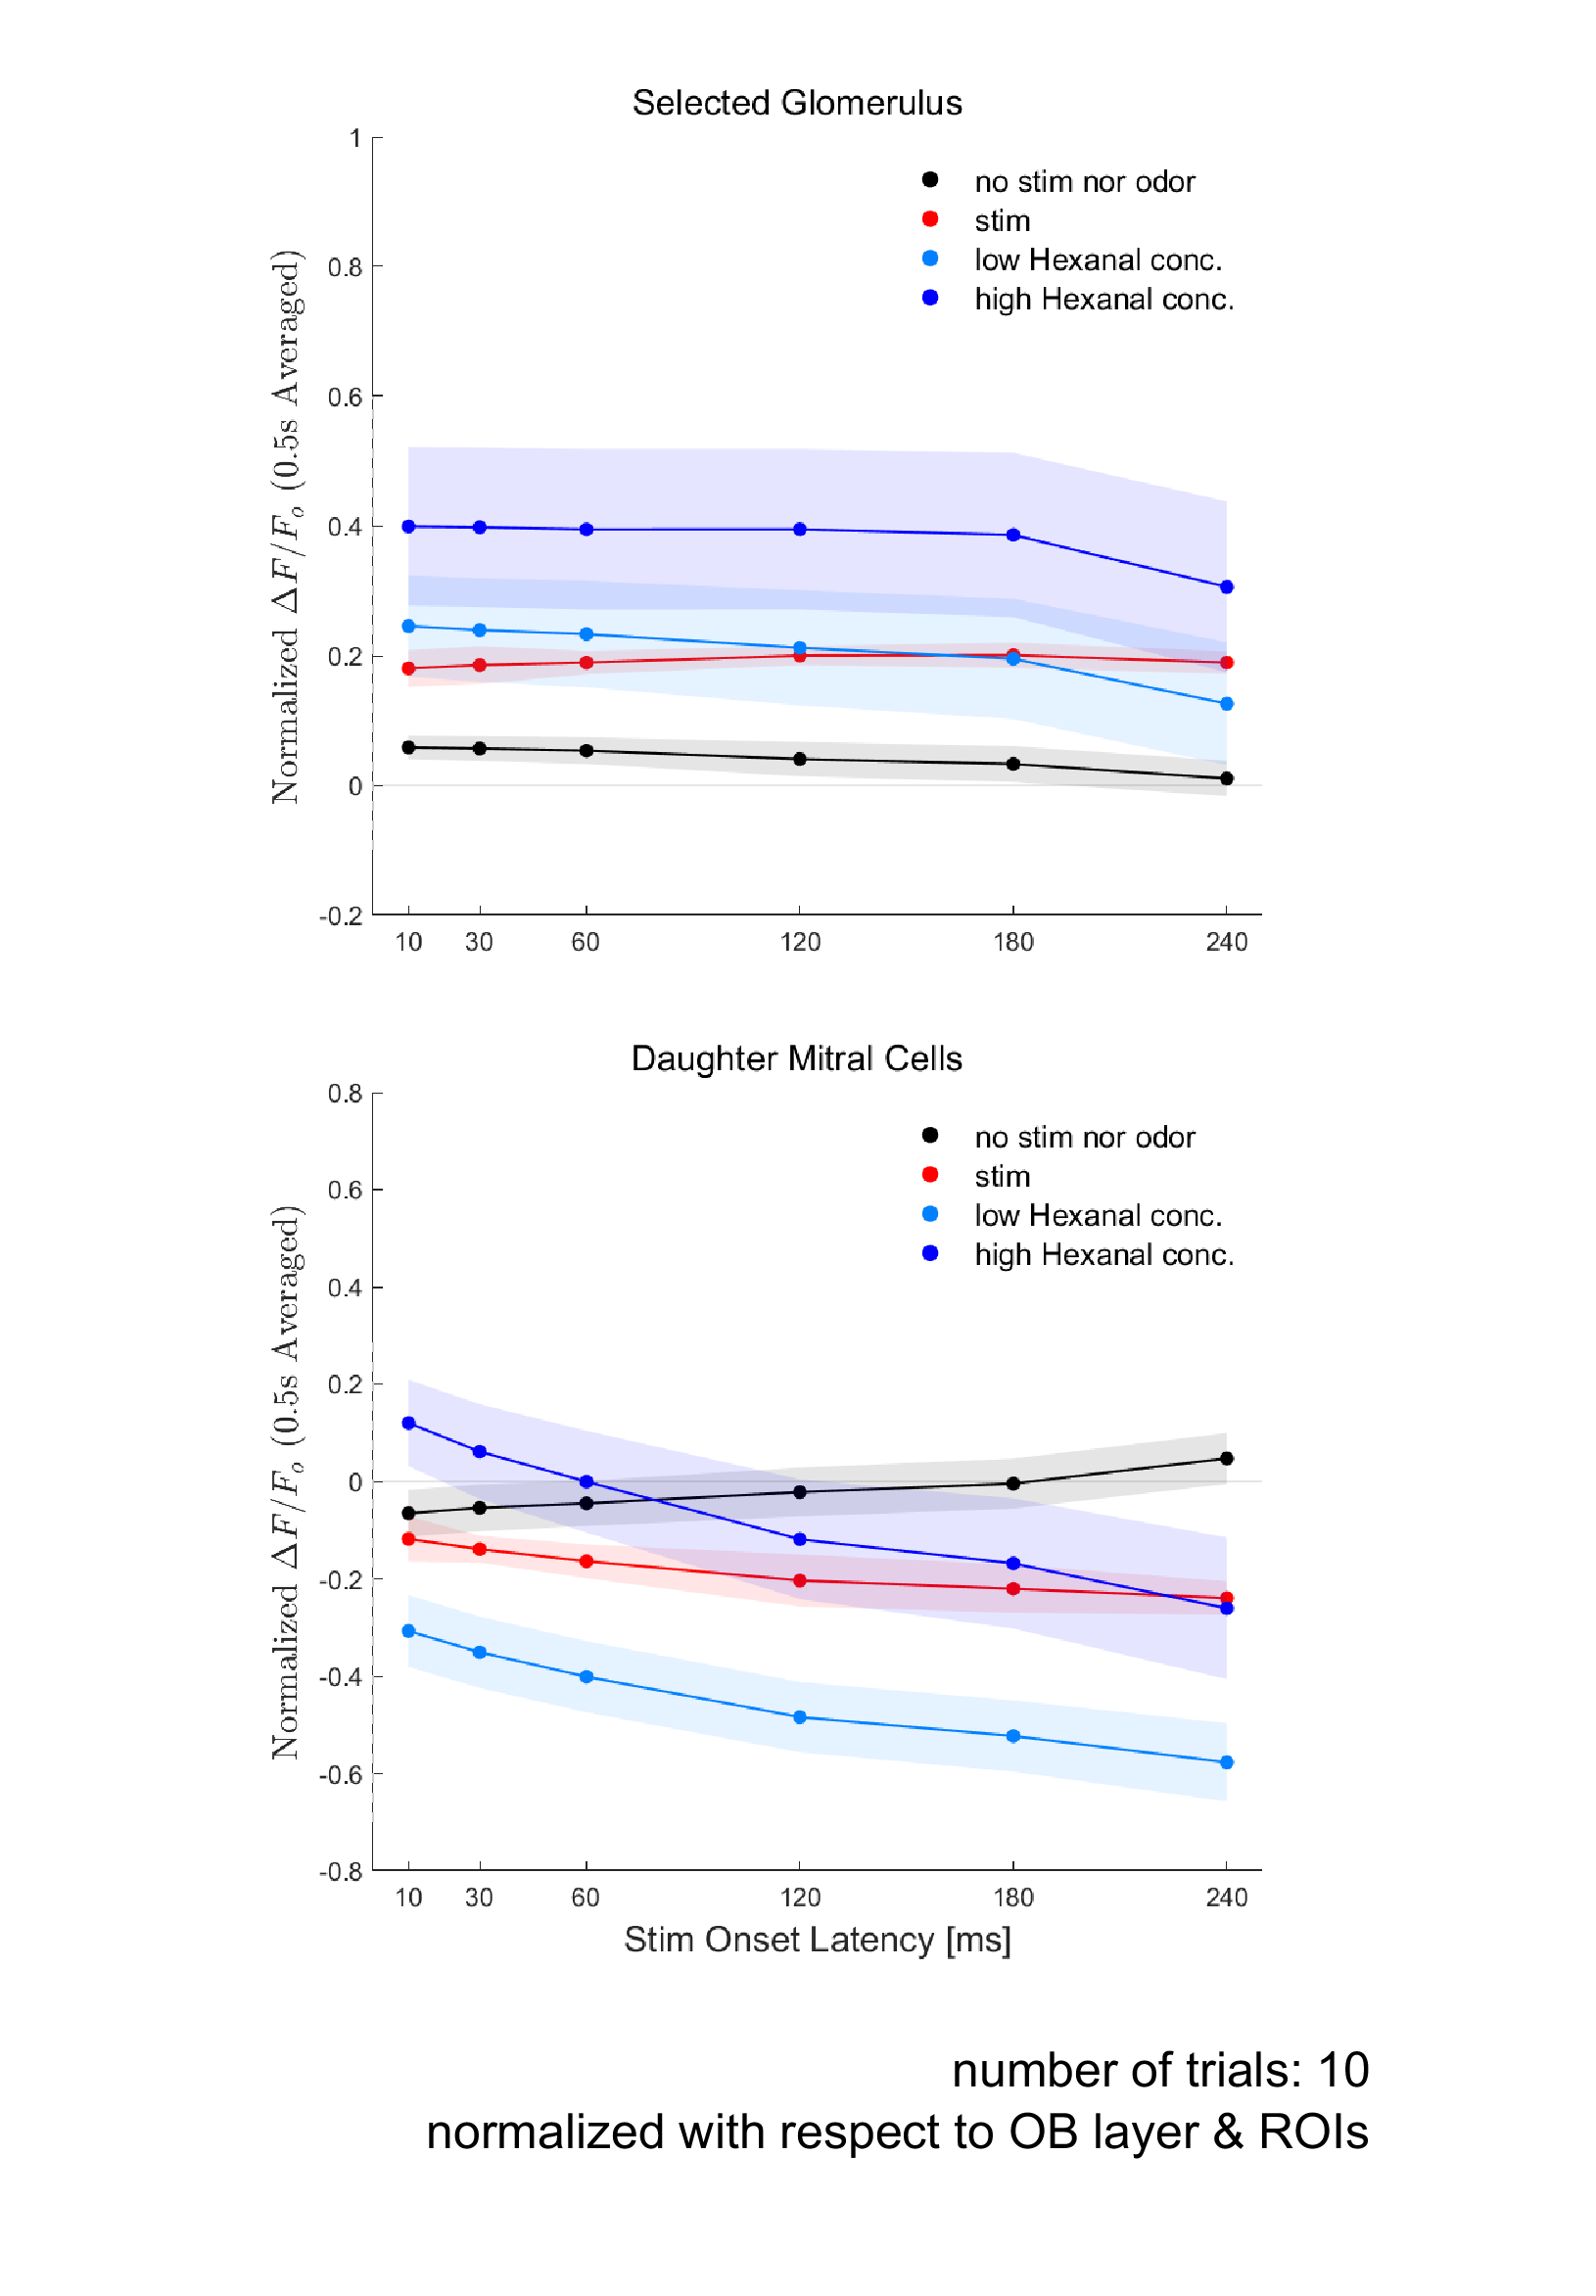 Selected Glomerulus
no stim nor odor
stim
low Hexanal conc.
high Hexanal conc.
Normalized ΔF/Fₒ (0.5s Averaged)
1
0.8
0.6
0.4
0.2
0
-0.2
10 30 60 120 180 240
Daughter Mitral Cells
no stim nor odor
stim
low Hexanal conc.
high Hexanal conc.
Normalized ΔF/Fₒ (0.5s Averaged)
0.8
0.6
0.4
0.2
0
-0.2
-0.4
-0.6
-0.8
10 30 60 120 180 240
Stim Onset Latency [ms]
number of trials: 10
normalized with respect to OB layer & ROIs